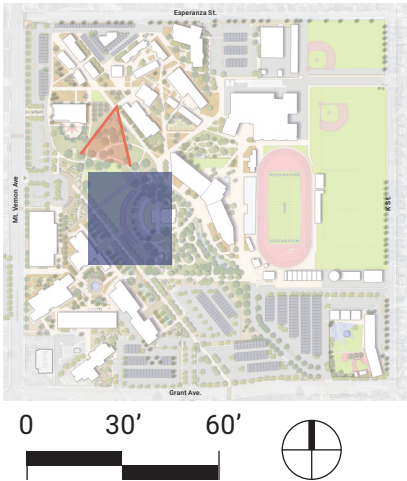 Esperanza St.
Mt. Vernon Ave
K St.
Grant Ave.
0 30’ 60’